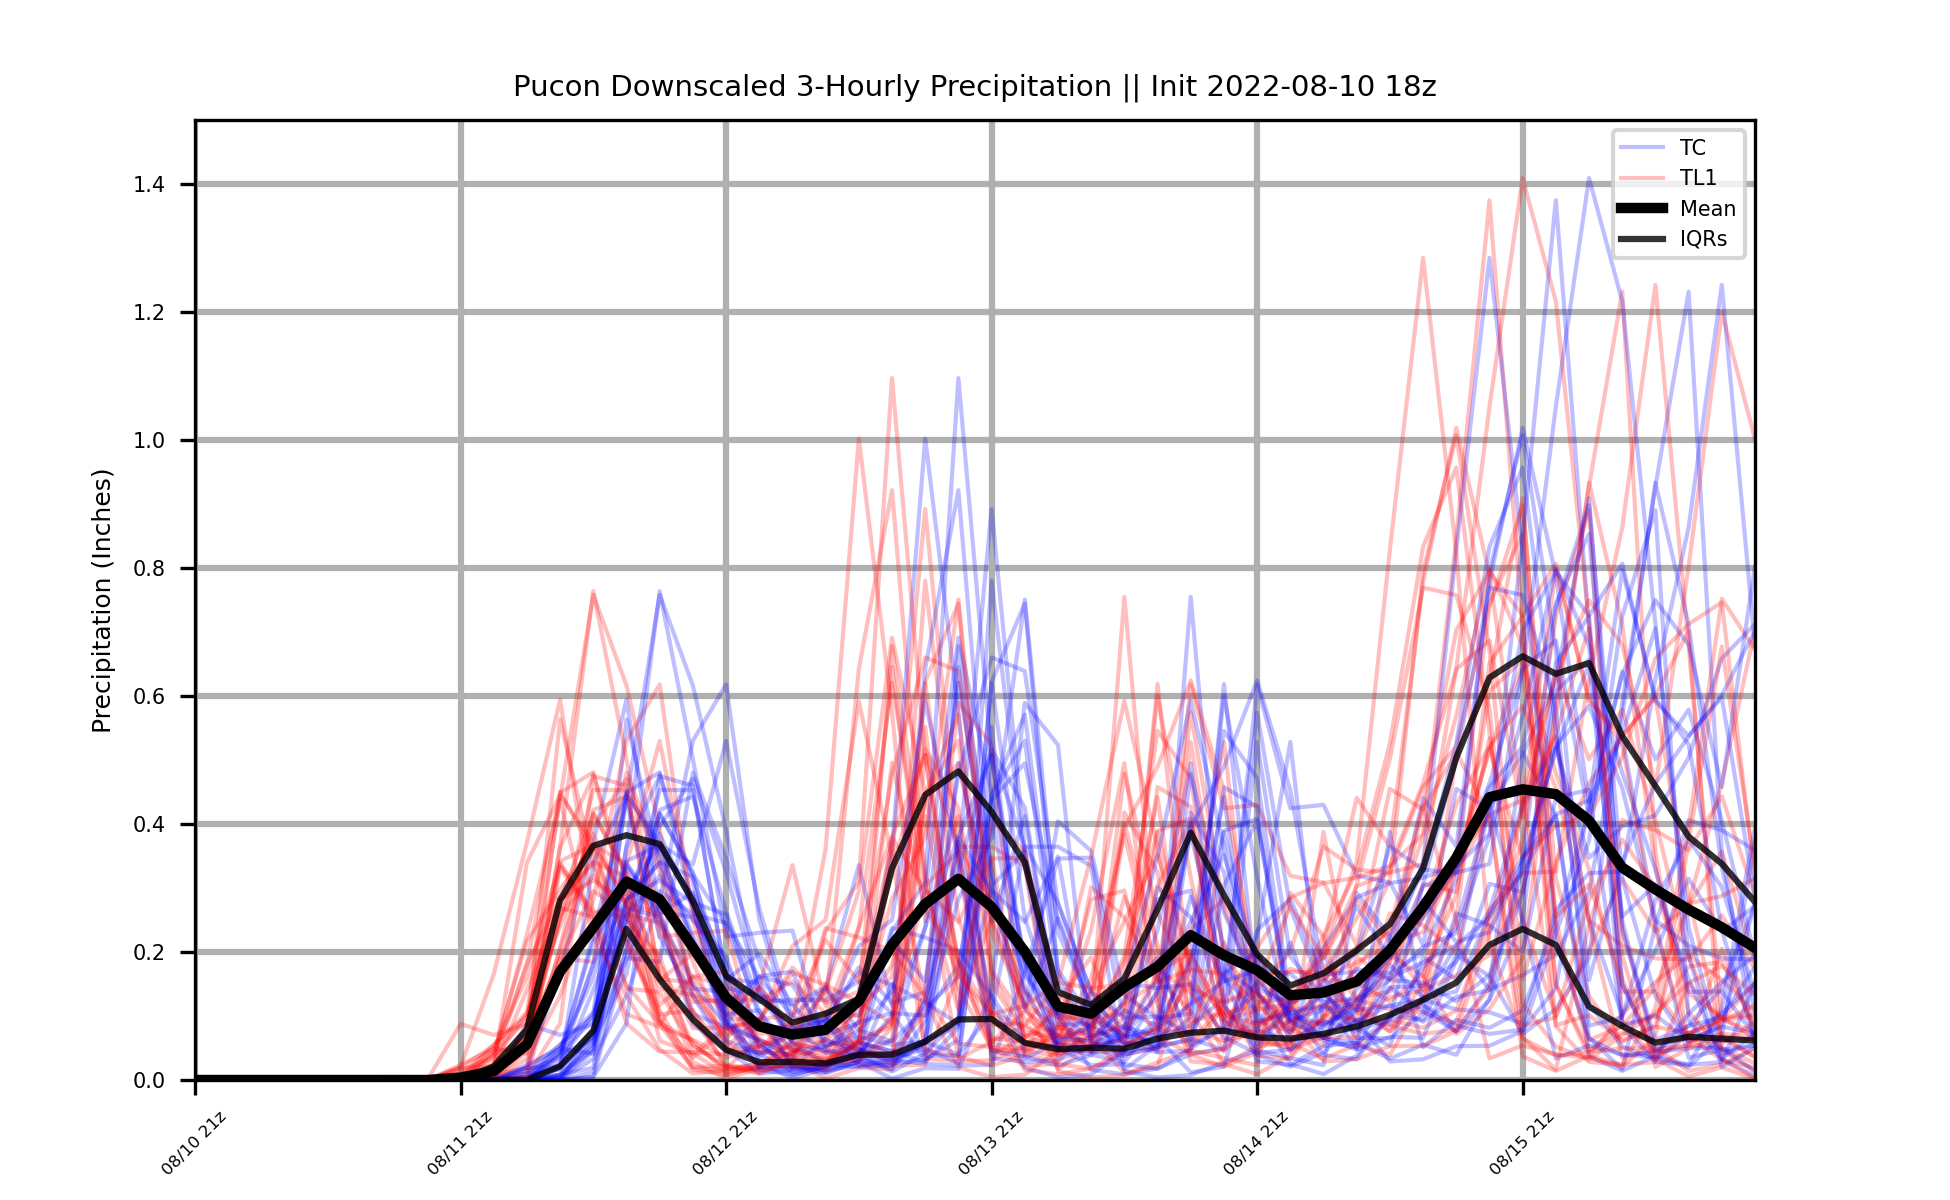 Pucon Downscaled 3-Hourly Precipitation || Init 2022-08-10 18z
TC
TL1
Mean
IQRs
Precipitation (Inches)
1.4
1.2
1.0
0.8
0.6
0.4
0.2
0.0
08/10 21z
08/11 21z
08/12 21z
08/13 21z
08/14 21z
08/15 21z